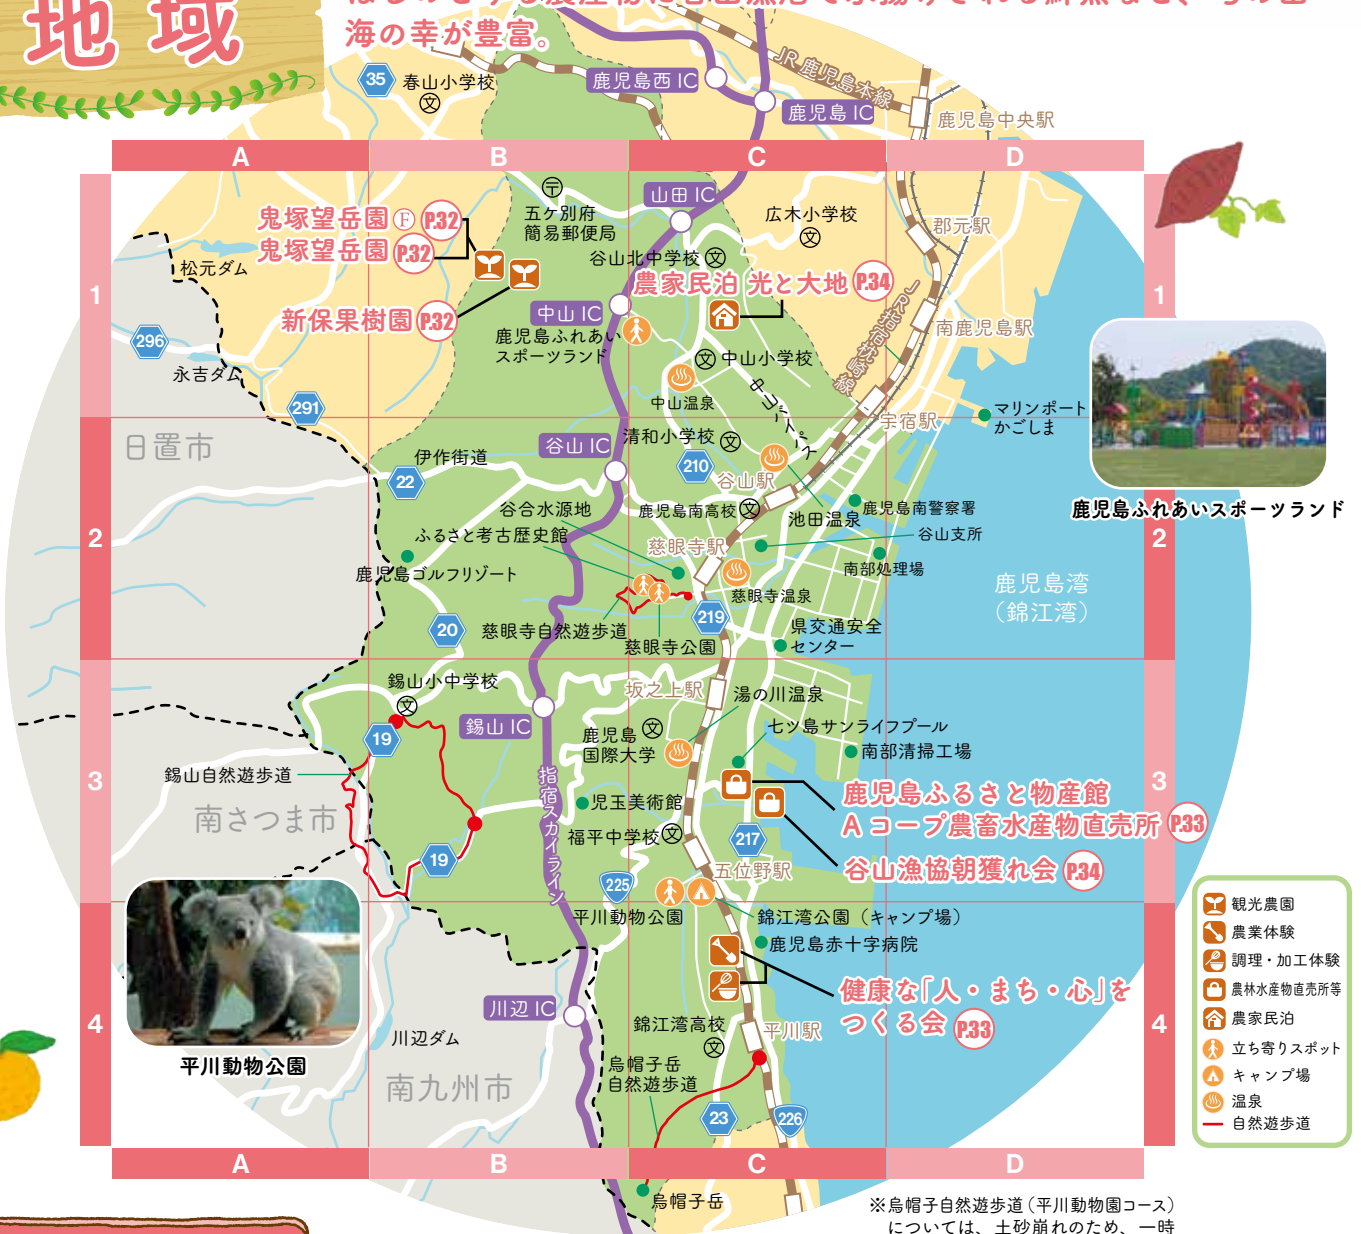 地域
海の幸が豊富。
35
春山小学校
鹿児島西 IC
鹿児島 IC
JR 鹿児島本線
鹿児島中央駅
A
B
C
D
鬼塚望岳園 Ⓕ P.32
鬼塚望岳園 P.32
新保果樹園 P.32
松元ダム
五ケ別府
簡易郵便局
山田 IC
広木小学校
谷山北中学校
農家民泊 光と大地 P.34
郡元駅
南鹿児島駅
JR指宿枕崎線
1
1
中山 IC
鹿児島ふれあい
スポーツランド
中山小学校
中山温泉
中山バイパス
296
永吉ダム
291
宇宿駅
マリンポート
かごしま
日置市
伊作街道
22
谷山 IC
清和小学校
210
谷山駅
鹿児島ふれあいスポーツランド
谷合水源地
ふるさと考古歴史館
鹿児島南高校
池田温泉
鹿児島南警察署
谷山支所
2
2
慈眼寺駅
南部処理場
鹿児島ゴルフリゾート
慈眼寺温泉
鹿児島湾
(錦江湾)
20
慈眼寺自然遊歩道
慈眼寺公園
219
県交通安全
センター
錫山小中学校
坂之上駅
湯の川温泉
錫山 IC
19
鹿児島
国際大学
七ツ島サンライフプール
南部清掃工場
錫山自然遊歩道
3
3
南さつま市
指宿スカイライン
児玉美術館
鹿児島ふるさと物産館
A コープ農畜水産物直売所 P.33
福平中学校
217
19
225
五位野駅
谷山漁協朝獲れ会 P.34
平川動物公園
錦江湾公園（キャンプ場）
鹿児島赤十字病院
健康な「人・まち・心」を
つくる会 P.33
川辺 IC
4
4
錦江湾高校
平川駅
川辺ダム
平川動物公園
南九州市
烏帽子岳
自然遊歩道
23
226
A
B
C
D
烏帽子岳
観光農園
農業体験
調理・加工体験
農林水産物直売所等
農家民泊
立ち寄りスポット
キャンプ場
温泉
自然遊歩道
※烏帽子自然遊歩道（平川動物園コース）
については、土砂崩れのため、一時